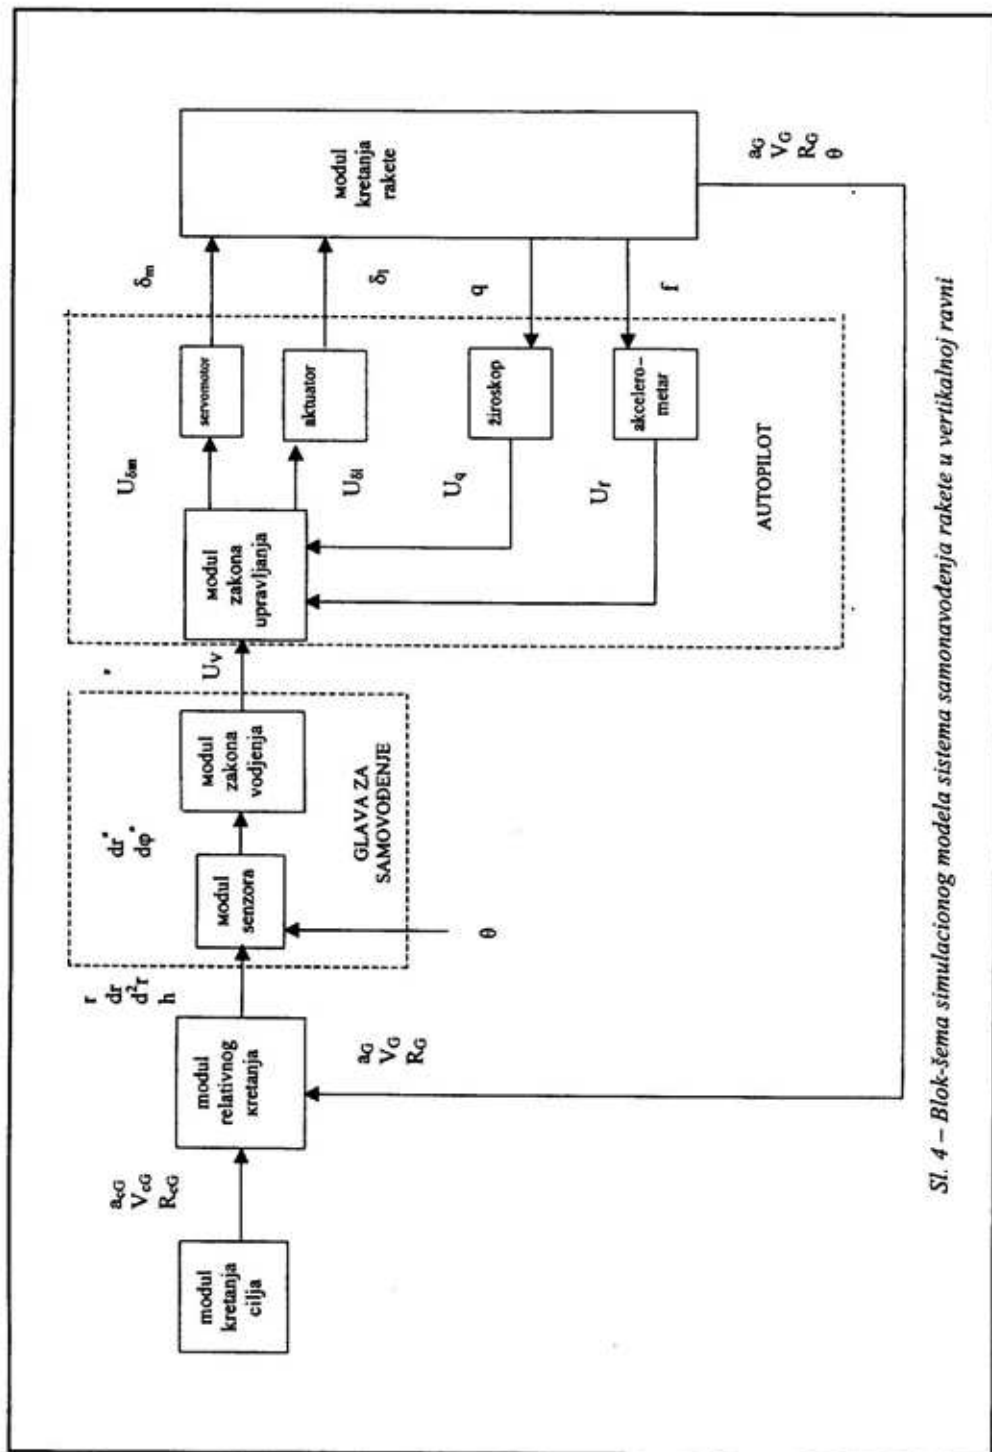 modul
kretanja
cilja
a_cG
V_cG
R_cG
modul
relativnog
kretanja
a_G
V_G
R_G
r
dr
d²r
h
modul
senzora
θ
dr*
dφ*
modul
zakona
vodjenja
GLAVA ZA
SAMOVOĐENJE
U_V
modul
zakona
upravljanja
U_δm
U_δl
U_q
U_f
servomotor
aktuator
žiroskop
akcelero-
metar
AUTOPILOT
δ_m
δ_l
q
f
modul
kretanja
rakete
a_G
V_G
R_G
θ
Sl. 4 – Blok-šema simulacionog modela sistema samonavođenja rakete u vertikalnoj ravni